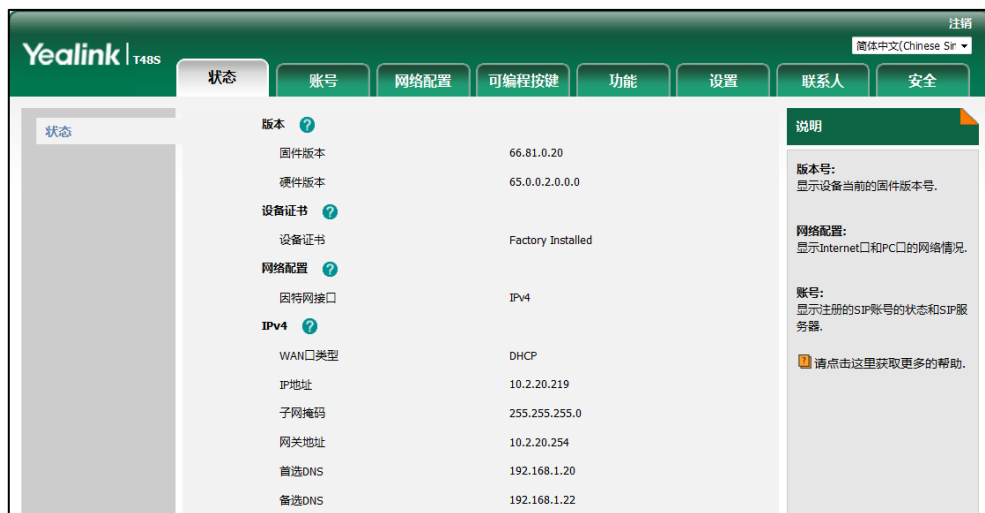 注销
Yealink | T48S
简体中文(Chinese Sir
状态 账号 网络配置 可编程按键 功能 设置 联系人 安全
状态
版本 ?
固件版本 66.81.0.20
硬件版本 65.0.0.2.0.0.0
设备证书 ?
设备证书 Factory Installed
网络配置 ?
因特网接口 IPv4
IPv4 ?
WAN口类型 DHCP
IP地址 10.2.20.219
子网掩码 255.255.255.0
网关地址 10.2.20.254
首选DNS 192.168.1.20
备选DNS 192.168.1.22
说明
版本号:
显示设备当前的固件版本号.
网络配置:
显示Internet口和PC口的网络情况.
账号:
显示注册的SIP账号的状态和SIP服
务器.
? 请点击这里获取更多的帮助.